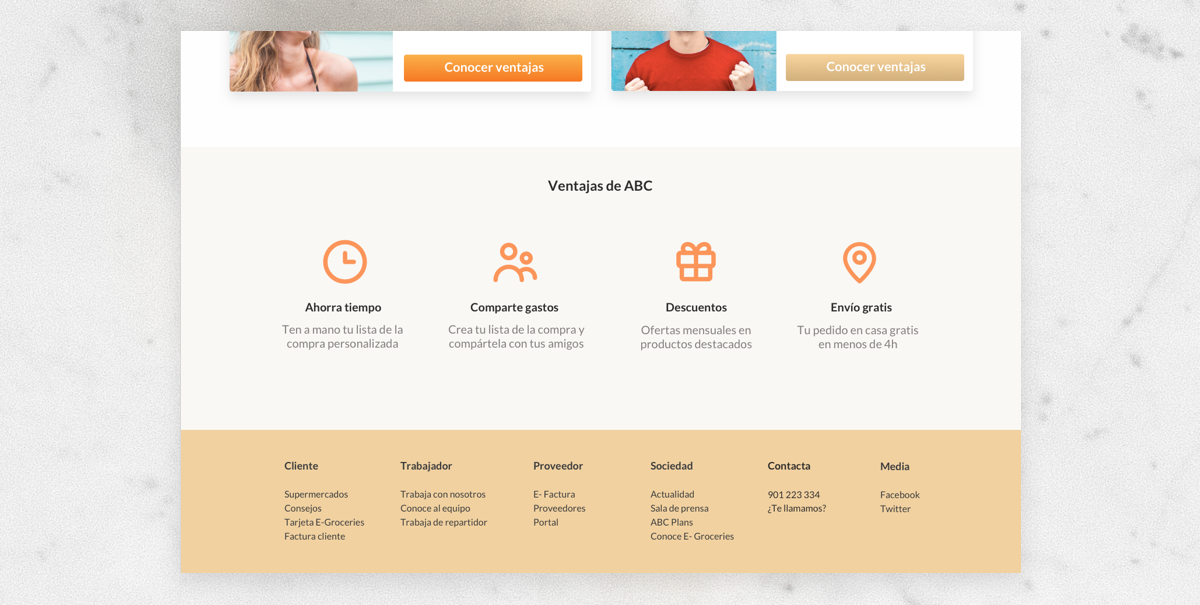 Conocer ventajas
Conocer ventajas
Ventajas de ABC
Ahorra tiempo
Ten a mano tu lista de la
compra personalizada
Comparte gastos
Crea tu lista de la compra y
compártela con tus amigos
Descuentos
Ofertas mensuales en
productos destacados
Envío gratis
Tu pedido en casa gratis
en menos de 4h
Cliente
Supermercados
Consejos
Tarjeta E-Groceries
Factura cliente
Trabajador
Trabaja con nosotros
Conoce al equipo
Trabaja de repartidor
Proveedor
E- Factura
Proveedores
Portal
Sociedad
Actualidad
Sala de prensa
ABC Plans
Conoce E- Groceries
Contacta
901 223 334
¿Te llamamos?
Media
Facebook
Twitter